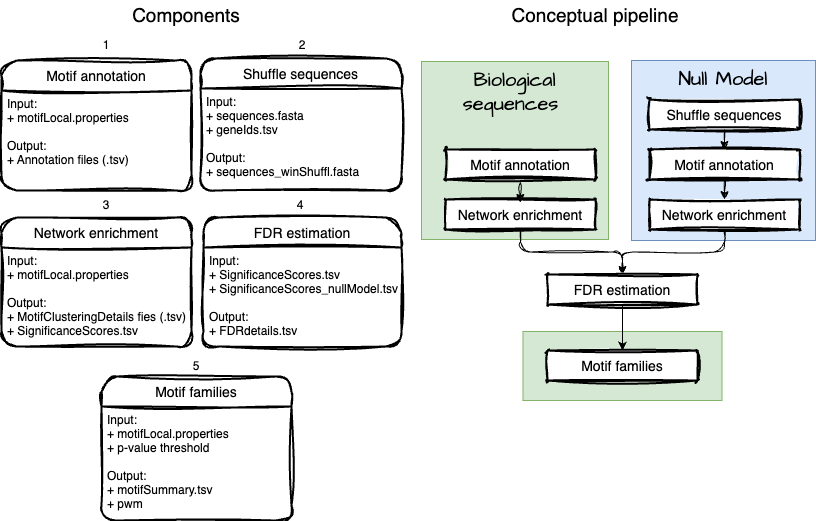 Components
1
Motif annotation
Input:
+ motifLocal.properties
Output:
+ Annotation files (.tsv)
2
Shuffle sequences
Input:
+ sequences.fasta
+ geneIds.tsv
Output:
+ sequences_winShuffl.fasta
3
Network enrichment
Input:
+ motifLocal.properties
Output:
+ MotifClusteringDetails fies (.tsv)
+ SignificanceScores.tsv
4
FDR estimation
Input:
+ SignificanceScores.tsv
+ SignificanceScores_nullModel.tsv
Output:
+ FDRdetails.tsv
5
Motif families
Input:
+ motifLocal.properties
+ p-value threshold
Output:
+ motifSummary.tsv
+ pwm
Conceptual pipeline
Biological
sequences
Motif annotation
Network enrichment
Null Model
Shuffle sequences
Motif annotation
Network enrichment
FDR estimation
Motif families